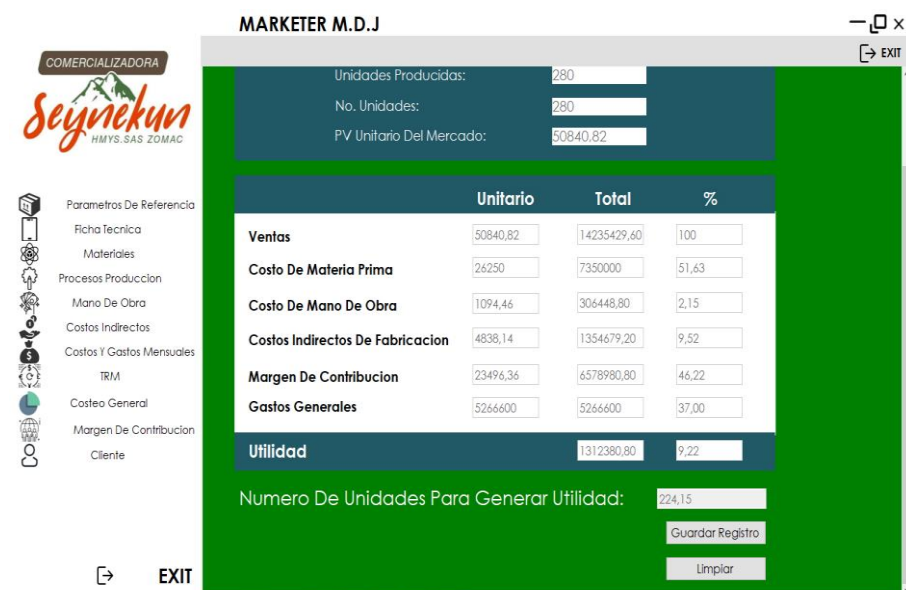 MARKETER M.D.J
EXIT
COMERCIALIZADORA
Seynekun
HMYS.SAS ZOMAC
Parametros De Referencia
Ficha Tecnica
Materiales
Procesos Produccion
Mano De Obra
Costos Indirectos
Costos Y Gastos Mensuales
TRM
Costeo General
Margen De Contribucion
Cliente
EXIT
Unidades Producidas: 280
No. Unidades: 280
PV Unitario Del Mercado: 50840,82
Unitario Total %
Ventas 50840,82 14235429,60 100
Costo De Materia Prima 26250 7350000 51,63
Costo De Mano De Obra 1094,46 306448,80 2,15
Costos Indirectos De Fabricacion 4838,14 1354679,20 9,52
Margen De Contribucion 23496,36 6578980,80 46,22
Gastos Generales 5266600 5266600 37,00
Utilidad 1312380,80 9,22
Numero De Unidades Para Generar Utilidad: 224,15
Guardar Registro
Limpiar